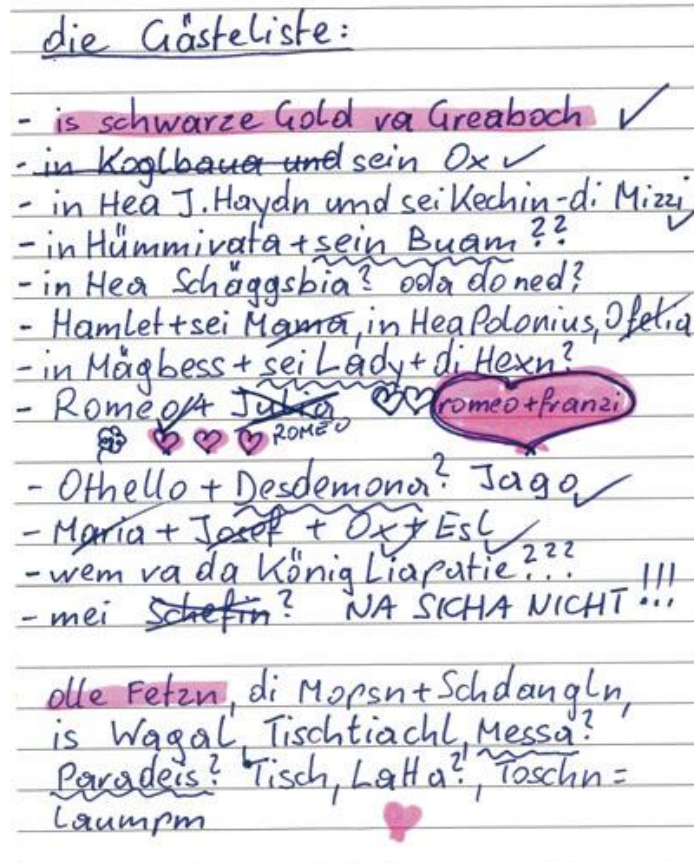 die Gästeliste:
- is schwarze Gold va Greaboch ✓
- in Koglbaua und sein Ox ✓
- in Hea J. Haydn und sei Kechin-di Mizzi ✓
- in Hümmivata + sein Buam??
- in Hea Schäggsbia? oda do ned?
- Hamlet + sei Mama, in Hea Polonius, Ofelia
- in Mägbess + sei Lady + di Hexn?
- Romeo + Julia romeo + franzi
ROMEO
- Othello + Desdemona? Jago ✓
- Maria + Josef + Ox + Esl ✓
- wem va da König Liapatie???
- mei Schefin? NA SICHA NICHT!!!
olle Fetzn, di Mopsn + Schdangln,
is Wagal, Tischtiachl, Messa?
Paradeis? Tisch, Latta?, Toschn=
Laumpm